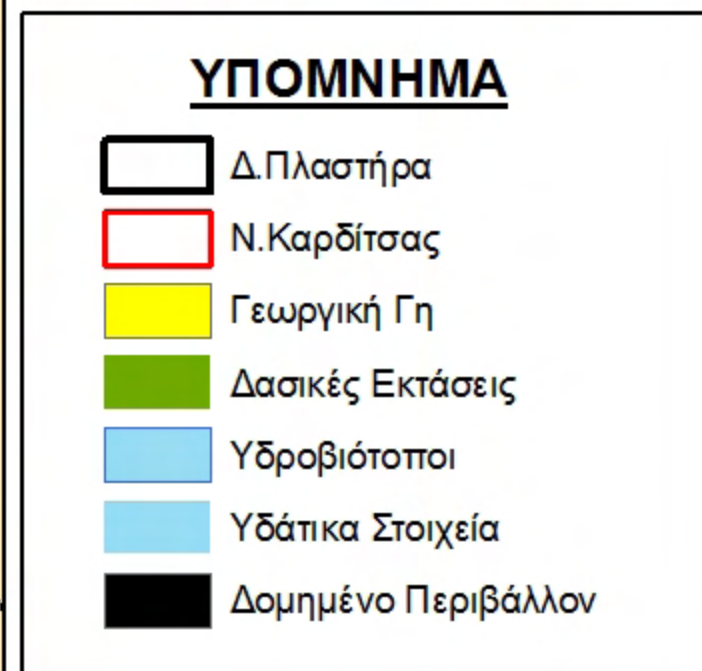 ΥΠΟΜΝΗΜΑ
Δ.Πλαστήρα
Ν.Καρδίτσας
Γεωργική Γη
Δασικές Εκτάσεις
Υδροβιότοποι
Υδάτικα Στοιχεία
Δομημένο Περιβάλλον